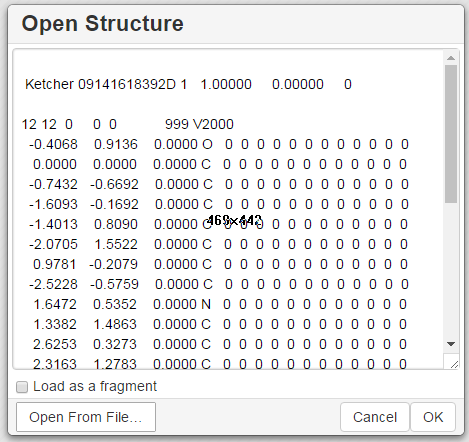 Open Structure
Ketcher 09141618392D 1 1.00000 0.00000 0
12 12 0 0 0 999 V2000
-0.4068 0.9136 0.0000 O 0 0 0 0 0 0 0 0 0 0 0 0
0.0000 0.0000 0.0000 C 0 0 0 0 0 0 0 0 0 0 0 0
-0.7432 -0.6692 0.0000 C 0 0 0 0 0 0 0 0 0 0 0 0
-1.6093 -0.1692 0.0000 C 0 0 0 0 0 0 0 0 0 0 0 0
-1.4013 0.8090 0.0000 0 0 0 0 0 0 0 0 0
468×442
-2.0705 1.5522 0.0000 C 0 0 0 0 0 0 0 0 0 0 0 0
0.9781 -0.2079 0.0000 C 0 0 0 0 0 0 0 0 0 0 0 0
-2.5228 -0.5759 0.0000 C 0 0 0 0 0 0 0 0 0 0 0 0
1.6472 0.5352 0.0000 N 0 0 0 0 0 0 0 0 0 0 0 0
1.3382 1.4863 0.0000 C 0 0 0 0 0 0 0 0 0 0 0 0
2.6253 0.3273 0.0000 C 0 0 0 0 0 0 0 0 0 0 0 0
2.3163 1.2783 0.0000 C 0 0 0 0 0 0 0 0 0 0 0 0
Load as a fragment
Open From File...
Cancel
OK